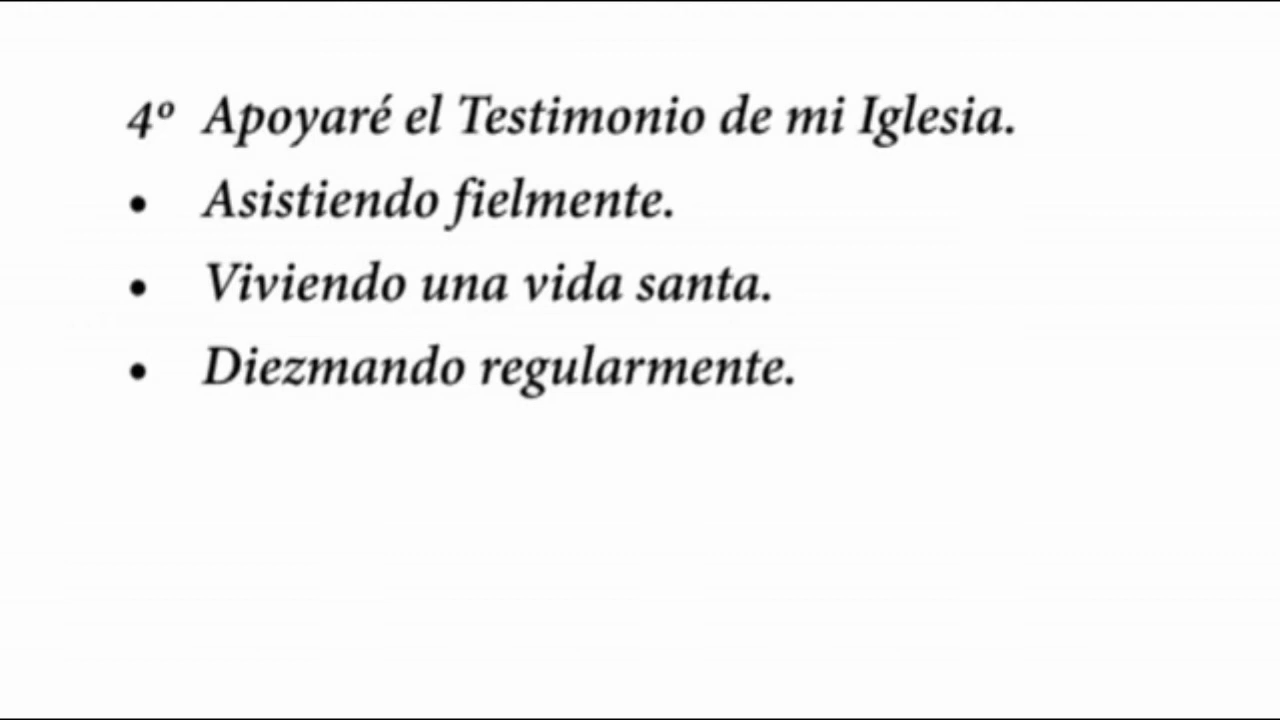 4º Apoyaré el Testimonio de mi Iglesia.
• Asistiendo fielmente.
• Viviendo una vida santa.
• Diezmando regularmente.